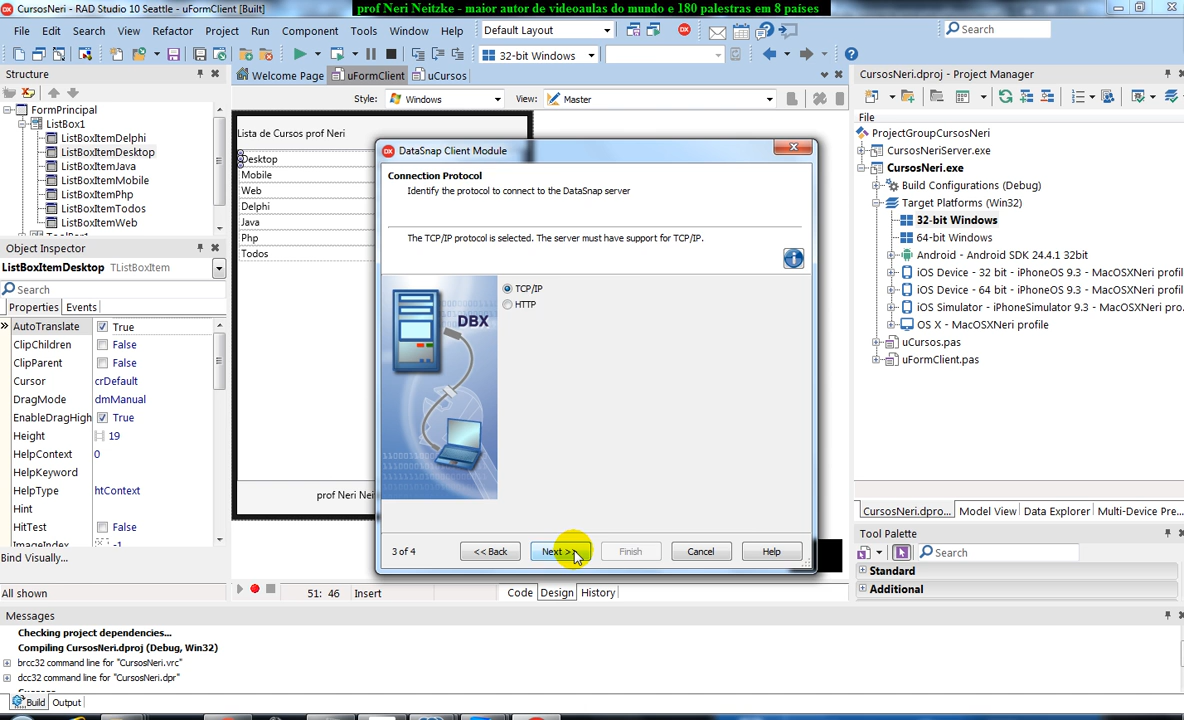 CursosNeri - RAD Studio 10 Seattle - uFormClient [Built]
prof Neri Neitzke - maior autor de videoaulas do mundo e 180 palestras em 8 países
File Edit Search View Refactor Project Run Component Tools Window Help
Default Layout
Search
32-bit Windows
Structure
FormPrincipal
ListBox1
ListBoxItemDelphi
ListBoxItemDesktop
ListBoxItemJava
ListBoxItemMobile
ListBoxItemPhp
ListBoxItemTodos
ListBoxItemWeb
Object Inspector
ListBoxItemDesktop TListBoxItem
Search
Properties Events
AutoTranslate True
ClipChildren False
ClipParent False
Cursor crDefault
DragMode dmManual
EnableDragHigh True
Height 19
HelpContext 0
HelpKeyword
HelpType htContext
Hint
HitTest False
ImageIndex -1
Bind Visually...
All shown
Welcome Page uFormClient uCursos
Style: Windows View: Master
Lista de Cursos prof Neri
Desktop
Mobile
Web
Delphi
Java
Php
Todos
prof Neri Nei
DataSnap Client Module
Connection Protocol
Identify the protocol to connect to the DataSnap server
The TCP/IP protocol is selected. The server must have support for TCP/IP.
DBX
TCP/IP
HTTP
3 of 4
<< Back Next >> Finish Cancel Help
51: 46 Insert Code Design History
CursosNeri.dproj - Project Manager
File
ProjectGroupCursosNeri
CursosNeriServer.exe
CursosNeri.exe
Build Configurations (Debug)
Target Platforms (Win32)
32-bit Windows
64-bit Windows
Android - Android SDK 24.4.1 32bit
iOS Device - 32 bit - iPhoneOS 9.3 - MacOSXNeri profil
iOS Device - 64 bit - iPhoneOS 9.3 - MacOSXNeri profil
iOS Simulator - iPhoneSimulator 9.3 - MacOSXNeri pro.
OS X - MacOSXNeri profile
uCursos.pas
uFormClient.pas
CursosNeri.dpro... Model View Data Explorer Multi-Device Pre...
Tool Palette
Search
Standard
Additional
Messages
Checking project dependencies...
Compiling CursosNeri.dproj (Debug, Win32)
brcc32 command line for "CursosNeri.vrc"
dcc32 command line for "CursosNeri.dpr"
Build Output